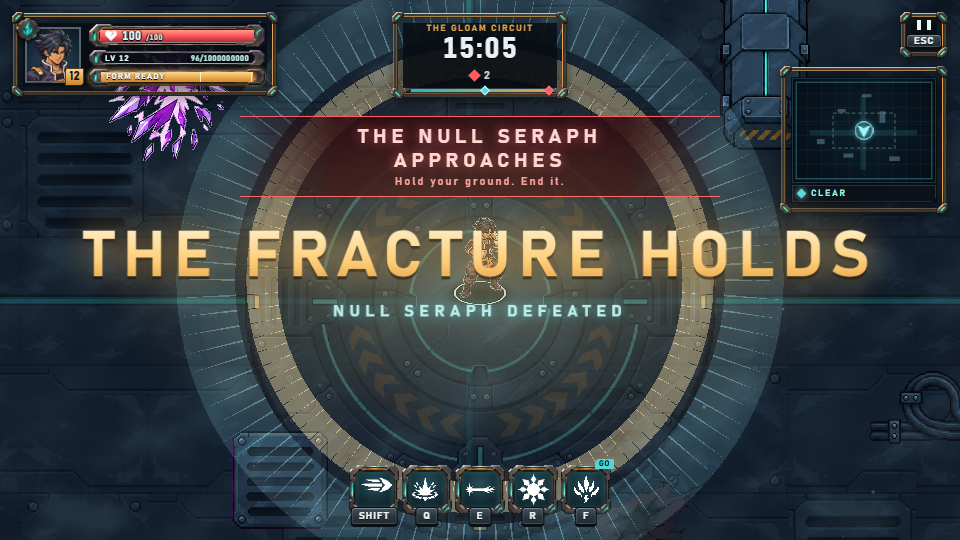 100 /100
LV 12 96/1000000000
12 FORM READY
THE GLOAM CIRCUIT
15:05
2
ESC
CLEAR
THE NULL SERAPH
APPROACHES
Hold your ground. End it.
THE FRACTURE HOLDS
NULL SERAPH DEFEATED
GO
SHIFT Q E R F